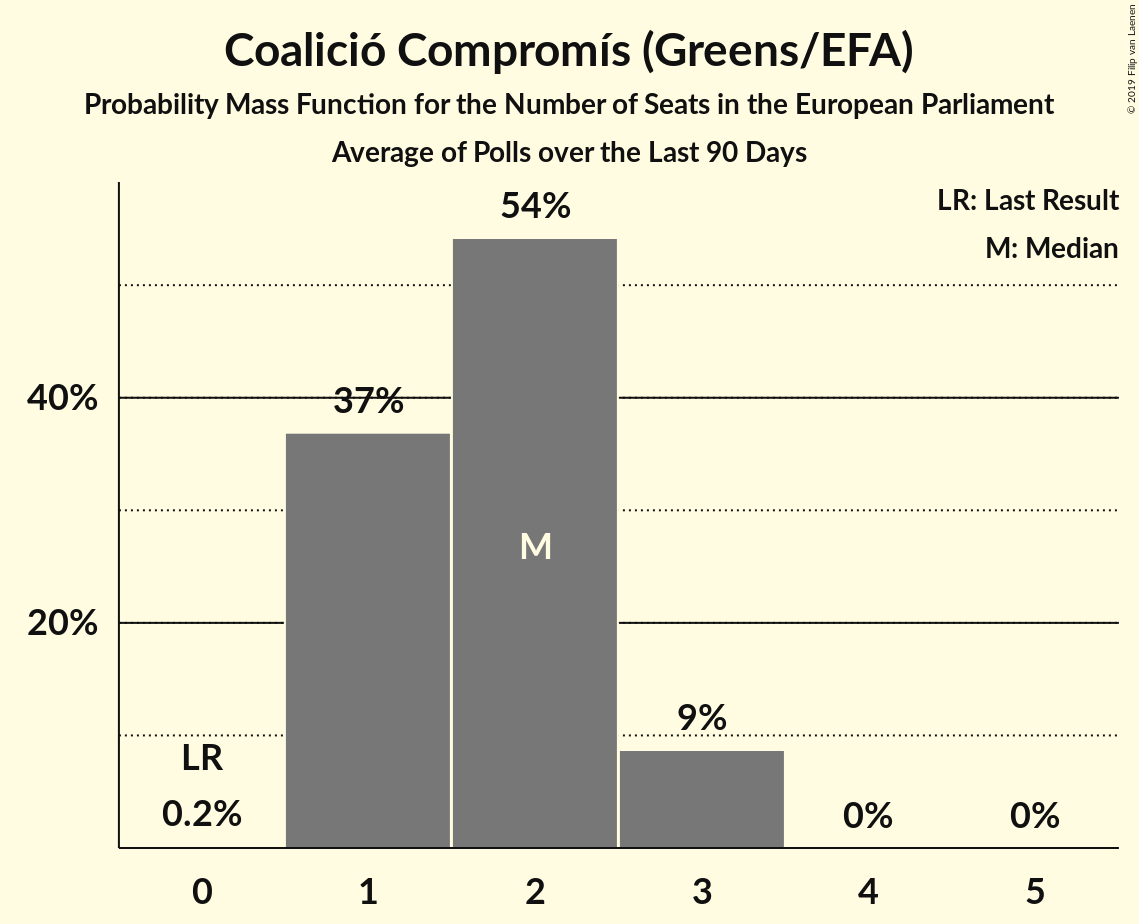 Coalició Compromís (Greens/EFA)
Probability Mass Function for the Number of Seats in the European Parliament
Average of Polls over the Last 90 Days
© 2019 Filip van Laenen
LR: Last Result
M: Median
54%
40%
37%
M
20%
9%
LR
0.2%
0%
0%
0
1
2
3
4
5